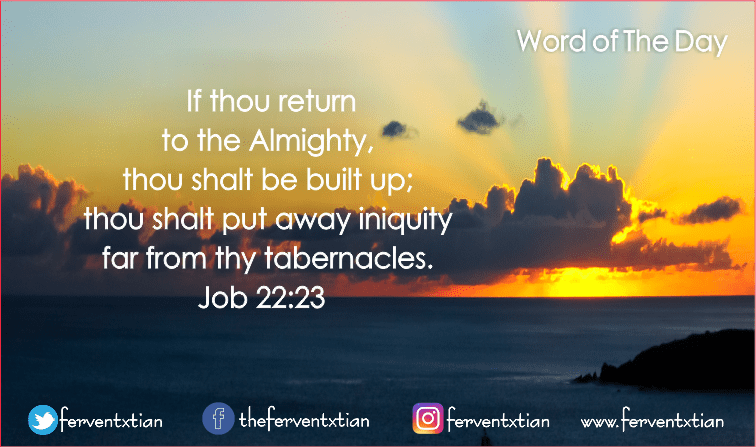 Word of The Day
If thou return
to the Almighty,
thou shalt be built up;
thou shalt put away iniquity
far from thy tabernacles.
Job 22:23
ferventxtian theferventxtian ferventxtian www.ferventxtian